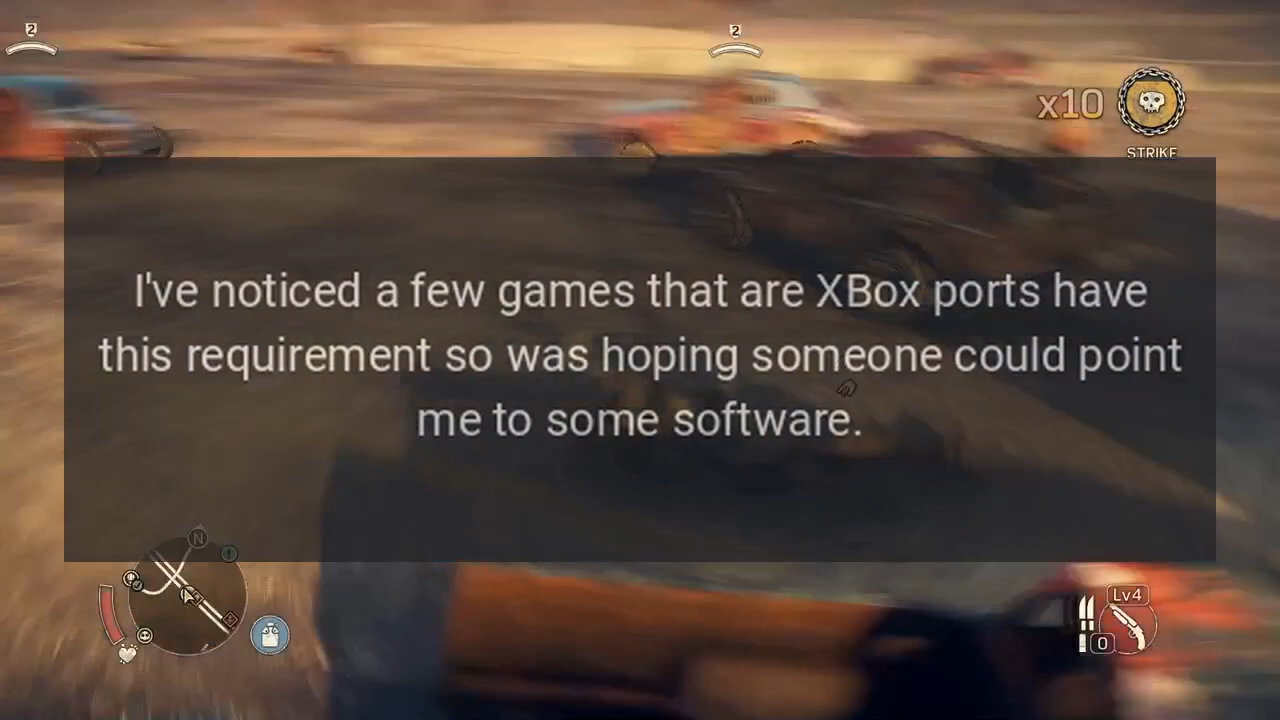 2
2
x10
STRIKE
I've noticed a few games that are XBox ports have
this requirement so was hoping someone could point
me to some software.
N
Lv4
0